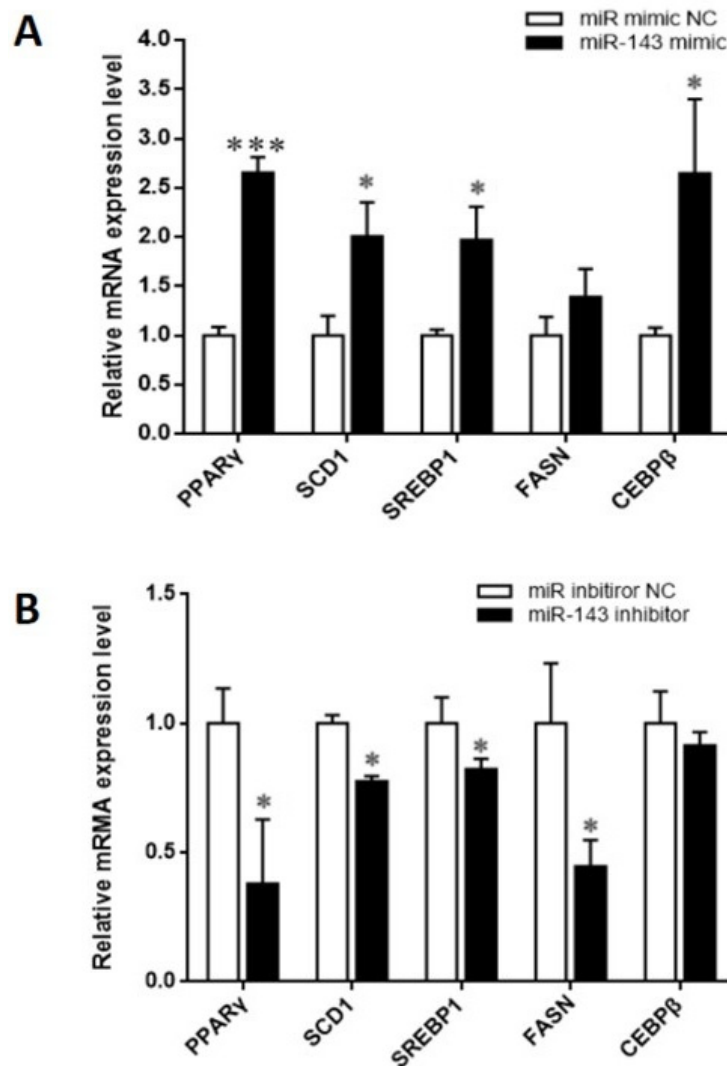 A
miR mimic NC
miR-143 mimic
Relative mRNA expression level
4.0
3.5
3.0
2.5
2.0
1.5
1.0
0.5
0.0
***
*
*
*
PPARγ
SCD1
SREBP1
FASN
CEBPβ
B
miR inbitiror NC
miR-143 inhibitor
Relative mRMA expression level
1.5
1.0
0.5
0.0
*
*
*
*
PPARγ
SCD1
SREBP1
FASN
CEBPβ